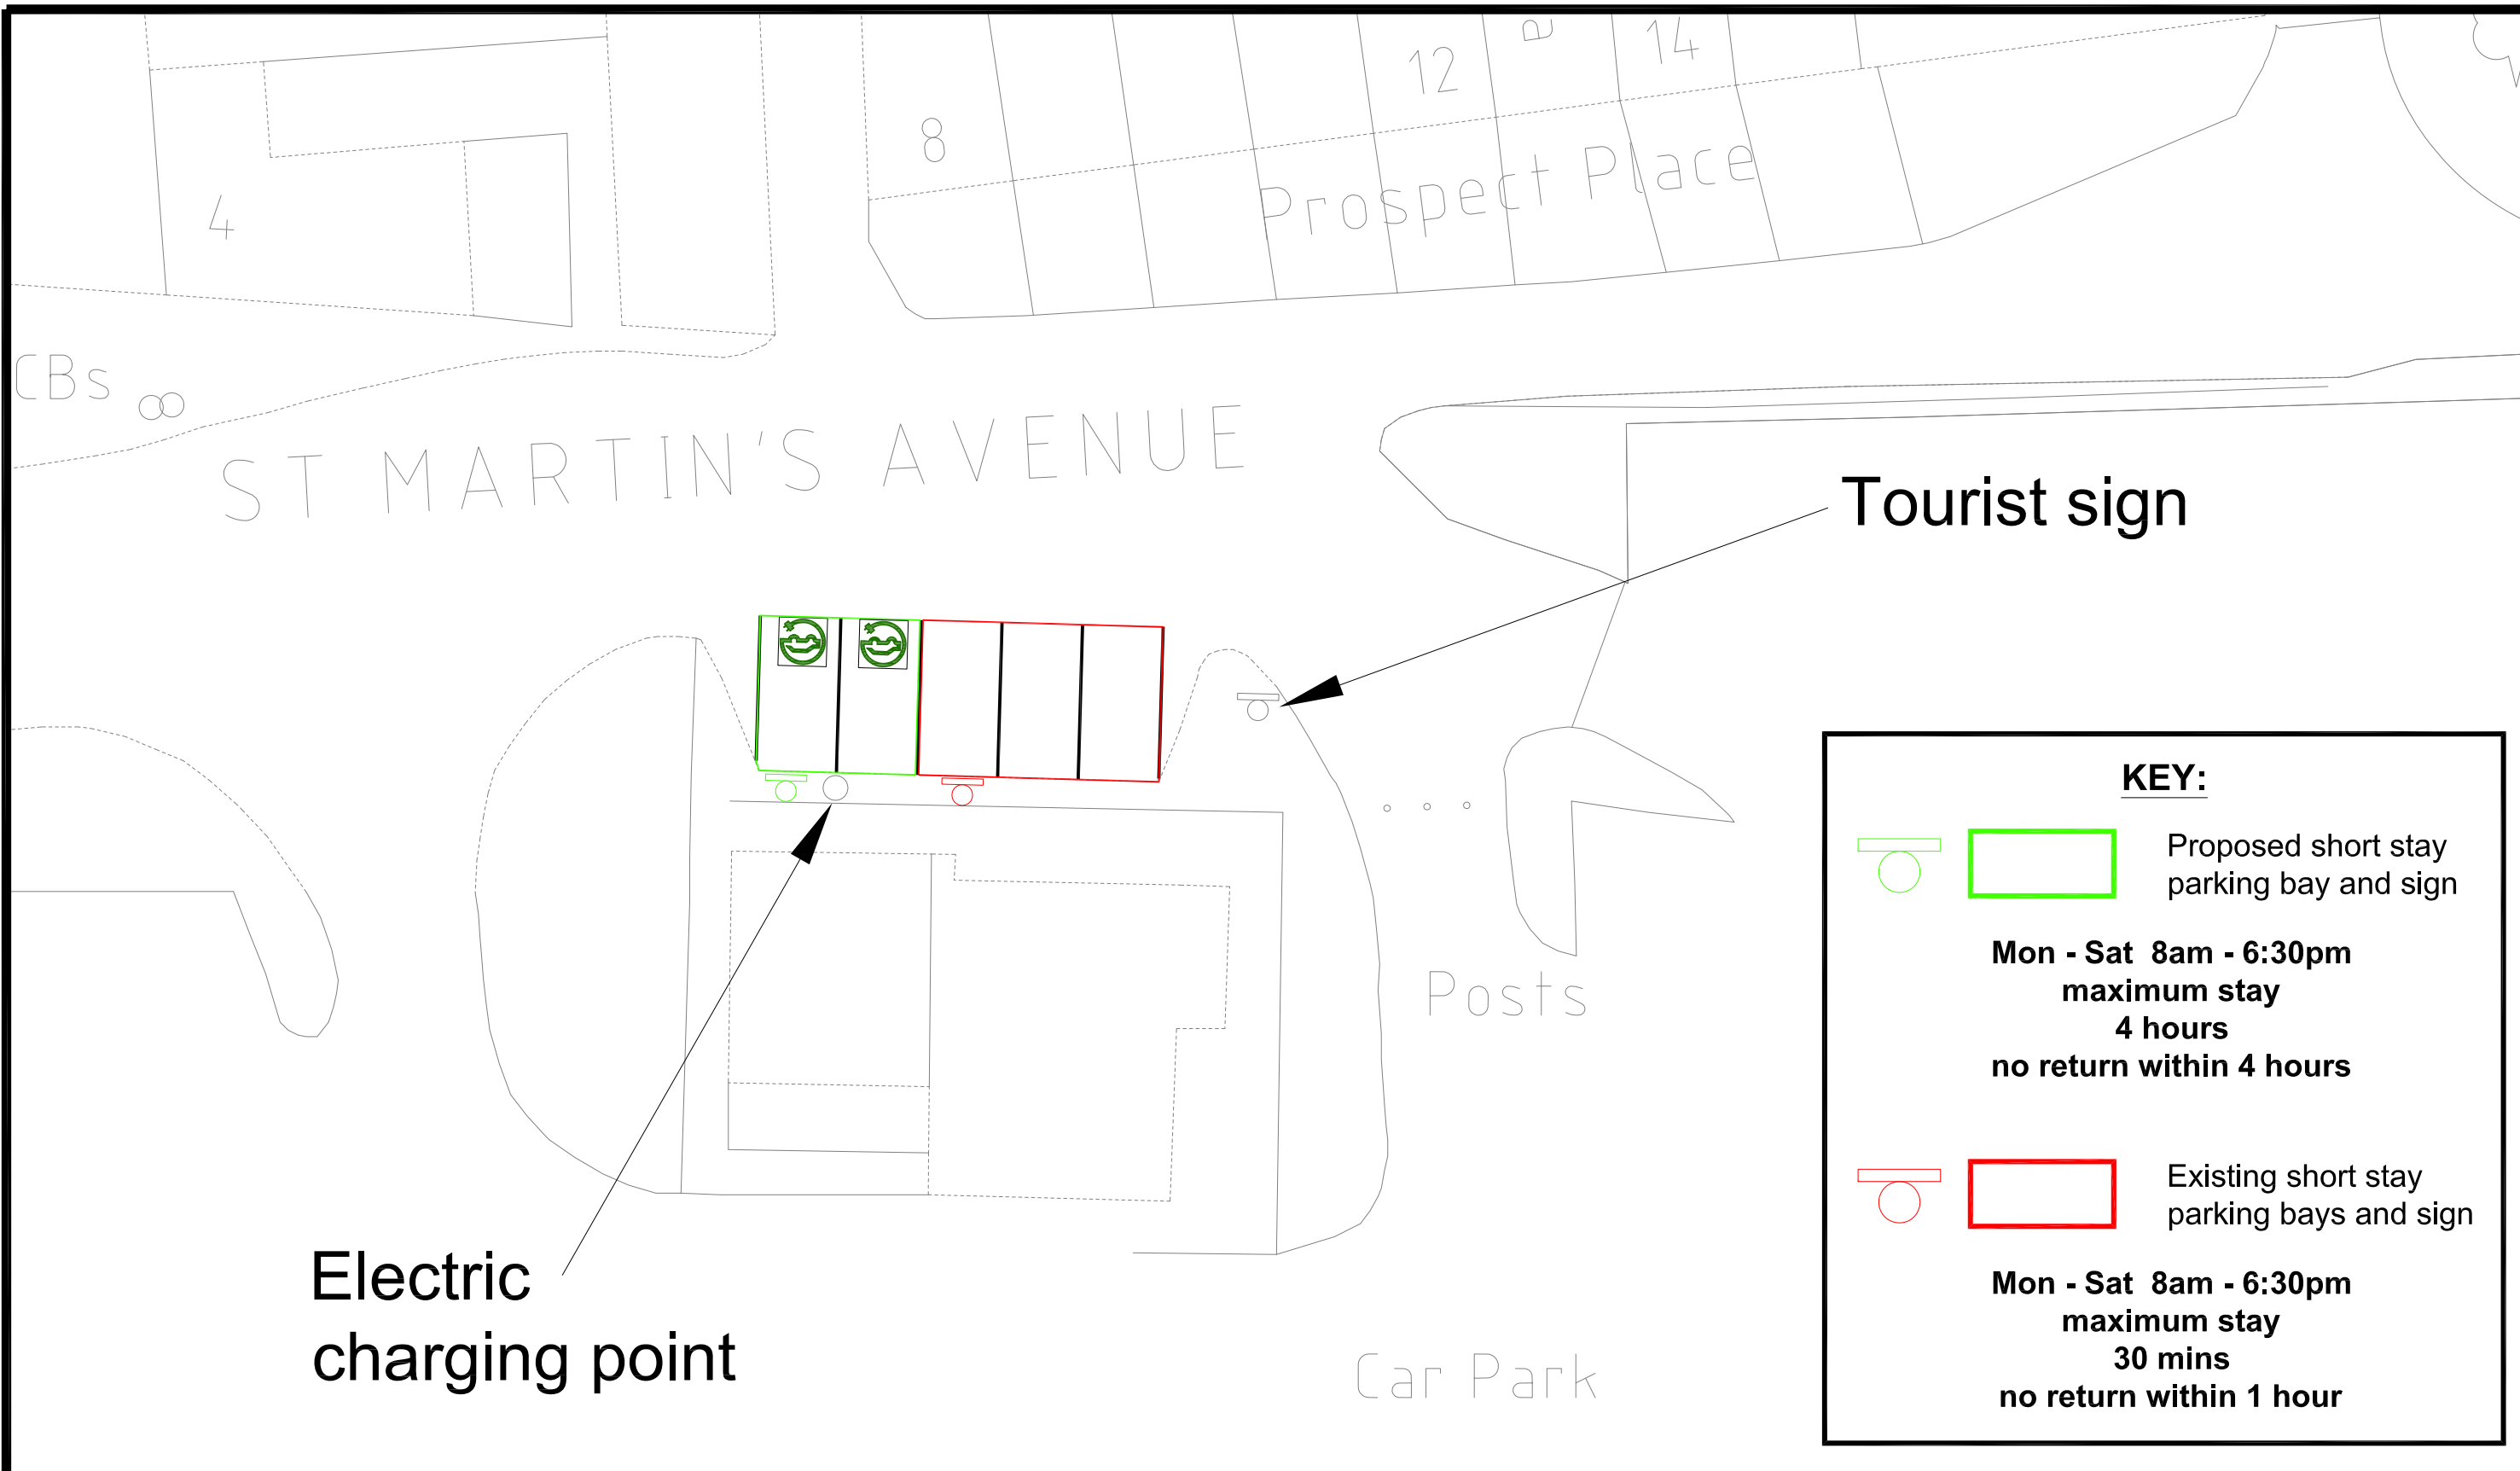 12
14
8
Prospect Place
4
CBs
ST MARTIN'S AVENUE
Tourist sign
KEY:
Proposed short stay
parking bay and sign
Mon - Sat 8am - 6:30pm
maximum stay
4 hours
no return within 4 hours
Posts
Existing short stay
parking bays and sign
Mon - Sat 8am - 6:30pm
maximum stay
30 mins
no return within 1 hour
Electric
charging point
Car Park